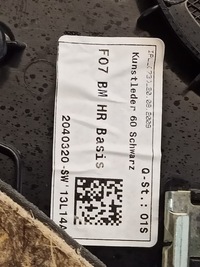 Kunstleder 60 Schwarz
Q-St.: 01S
F07 BM HR Basis
2040320-SW'13L14A